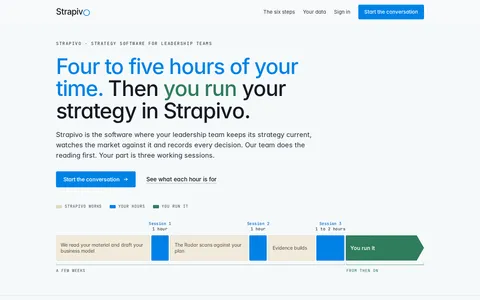 Strapivo
The six steps
Your data
Sign in
Start the conversation
STRAPIVO · STRATEGY SOFTWARE FOR LEADERSHIP TEAMS
Four to five hours of your
time. Then you run your
strategy in Strapivo.
Strapivo is the software where your leadership team keeps its strategy current,
watches the market against it and records every decision. Our team does the
reading first. Your part is three working sessions.
Start the conversation →
See what each hour is for
STRAPIVO WORKS
YOUR HOURS
YOU RUN IT
Session 1
1 hour
Session 2
1 hour
Session 3
1 to 2 hours
We read your material and draft your
business model
The Radar scans against your
plan
Evidence builds
You run it
A FEW WEEKS
FROM THEN ON